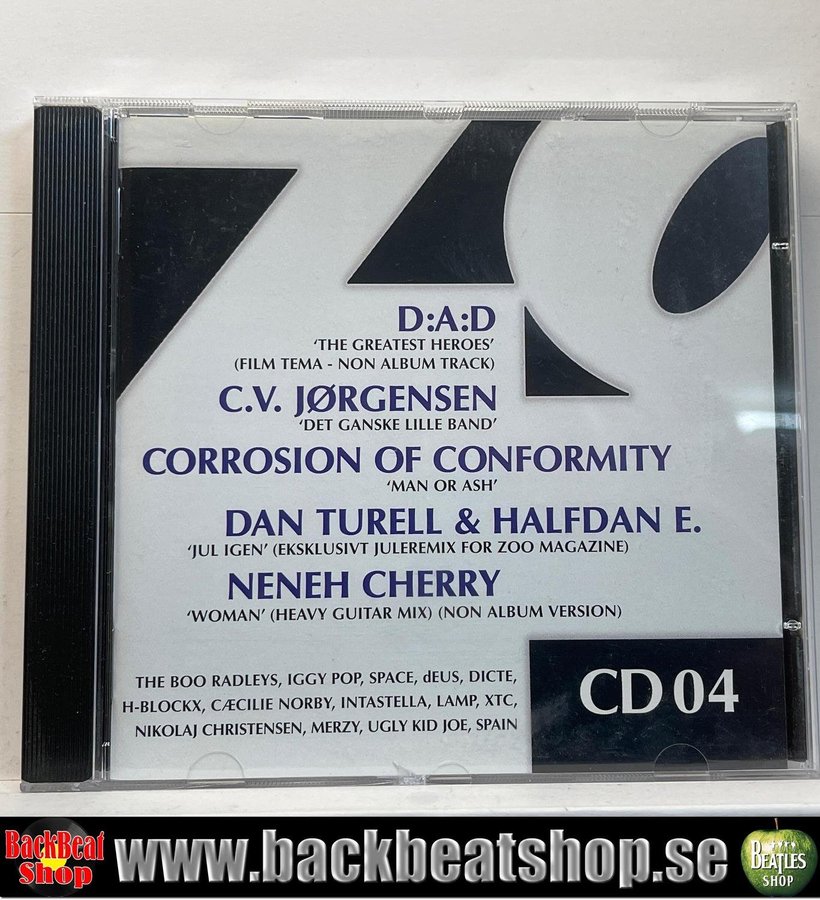 ZO
D:A:D
‘THE GREATEST HEROES’
(FILM TEMA - NON ALBUM TRACK)
C.V. JØRGENSEN
‘DET GANSKE LILLE BAND’
CORROSION OF CONFORMITY
‘MAN OR ASH’
DAN TURELL & HALFDAN E.
‘JUL IGEN’ (EKSKLUSIVT JULEREMIX FOR ZOO MAGAZINE)
NENEH CHERRY
‘WOMAN’ (HEAVY GUITAR MIX) (NON ALBUM VERSION)
THE BOO RADLEYS, IGGY POP, SPACE, dEUS, DICTE,
H-BLOCKX, CÆCILIE NORBY, INTASTELLA, LAMP, XTC,
NIKOLAJ CHRISTENSEN, MERZY, UGLY KID JOE, SPAIN
CD 04
BackBeat
Shop
www.backbeatshop.se
BEATLES
SHOP